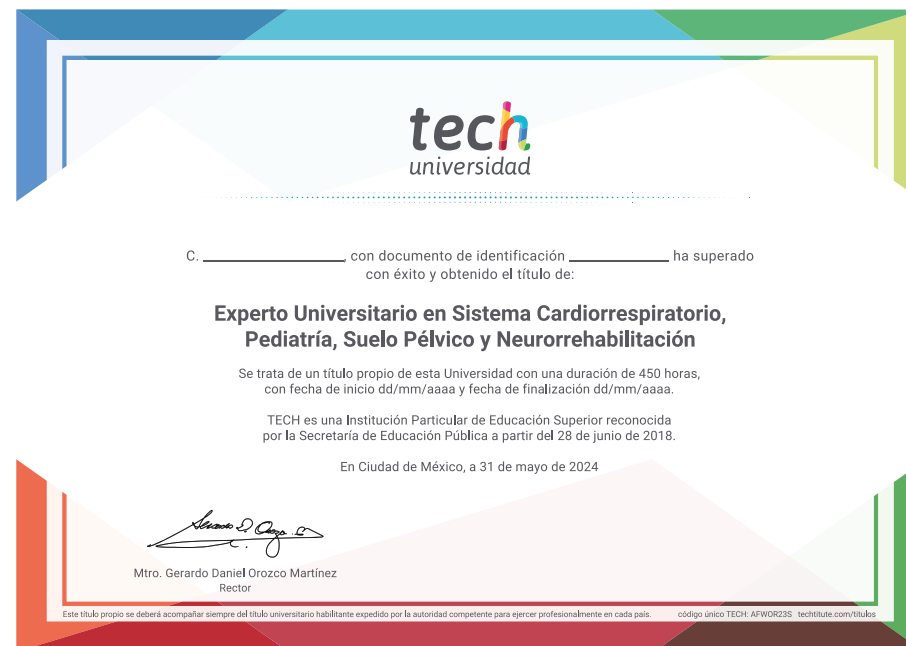 tech
universidad
C. ____________, con documento de identificación ____________ ha superado
con éxito y obtenido el título de:
Experto Universitario en Sistema Cardiorrespiratorio,
Pediatría, Suelo Pélvico y Neurorrehabilitación
Se trata de un título propio de esta Universidad con una duración de 450 horas,
con fecha de inicio dd/mm/aaaa y fecha de finalización dd/mm/aaaa.
TECH es una Institución Particular de Educación Superior reconocida
por la Secretaría de Educación Pública a partir del 28 de junio de 2018.
En Ciudad de México, a 31 de mayo de 2024
Mtro. Gerardo Daniel Orozco Martínez
Rector
Este título propio se deberá acompañar siempre del título universitario habilitante expedido por la autoridad competente para ejercer profesionalmente en cada país. código único TECH: AFWOR23S techtitute.com/titulos